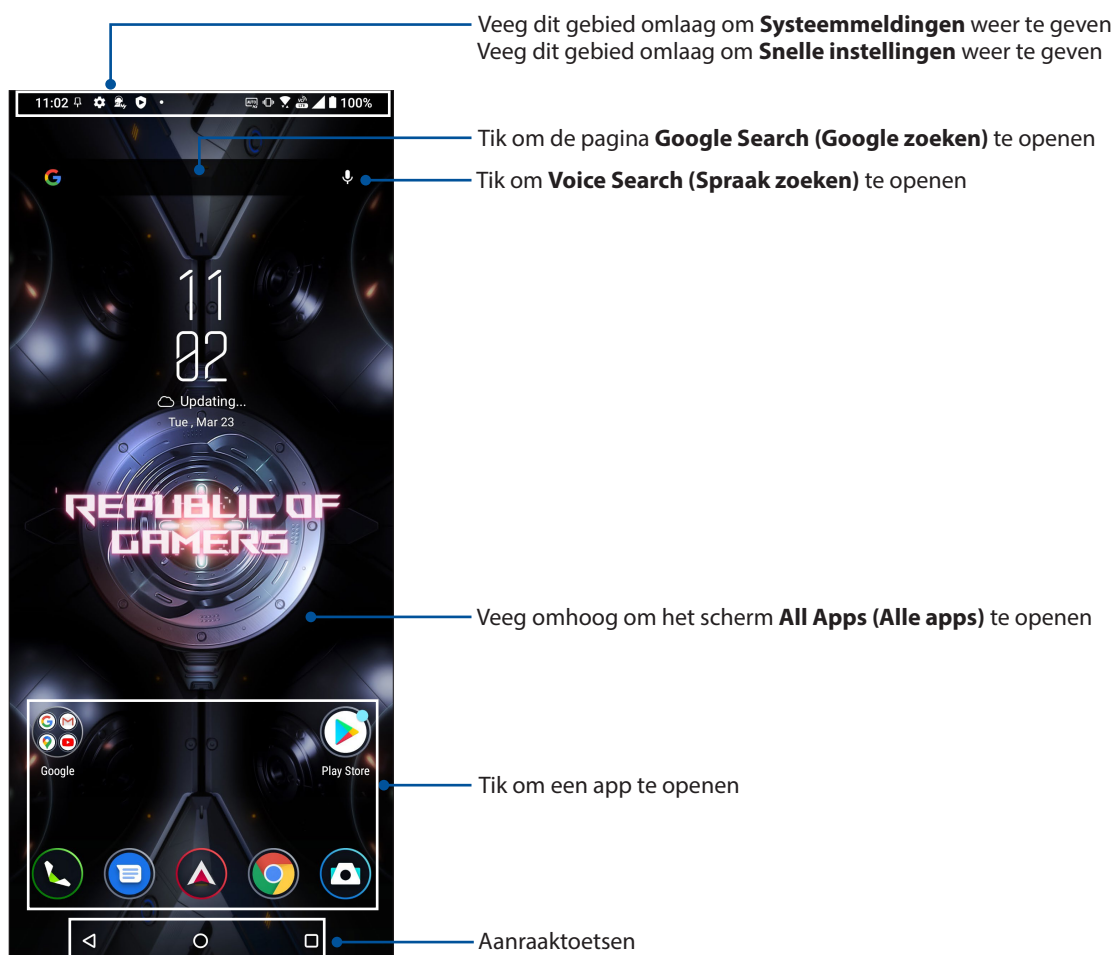 Veeg dit gebied omlaag om Systeemmeldingen weer te geven
Veeg dit gebied omlaag om Snelle instellingen weer te geven
11:02 100%
Tik om de pagina Google Search (Google zoeken) te openen
Tik om Voice Search (Spraak zoeken) te openen
11
02
Updating...
Tue , Mar 23
REPUBLIC OF
GAMERS
Veeg omhoog om het scherm All Apps (Alle apps) te openen
Google Play Store
Tik om een app te openen
Aanraaktoetsen